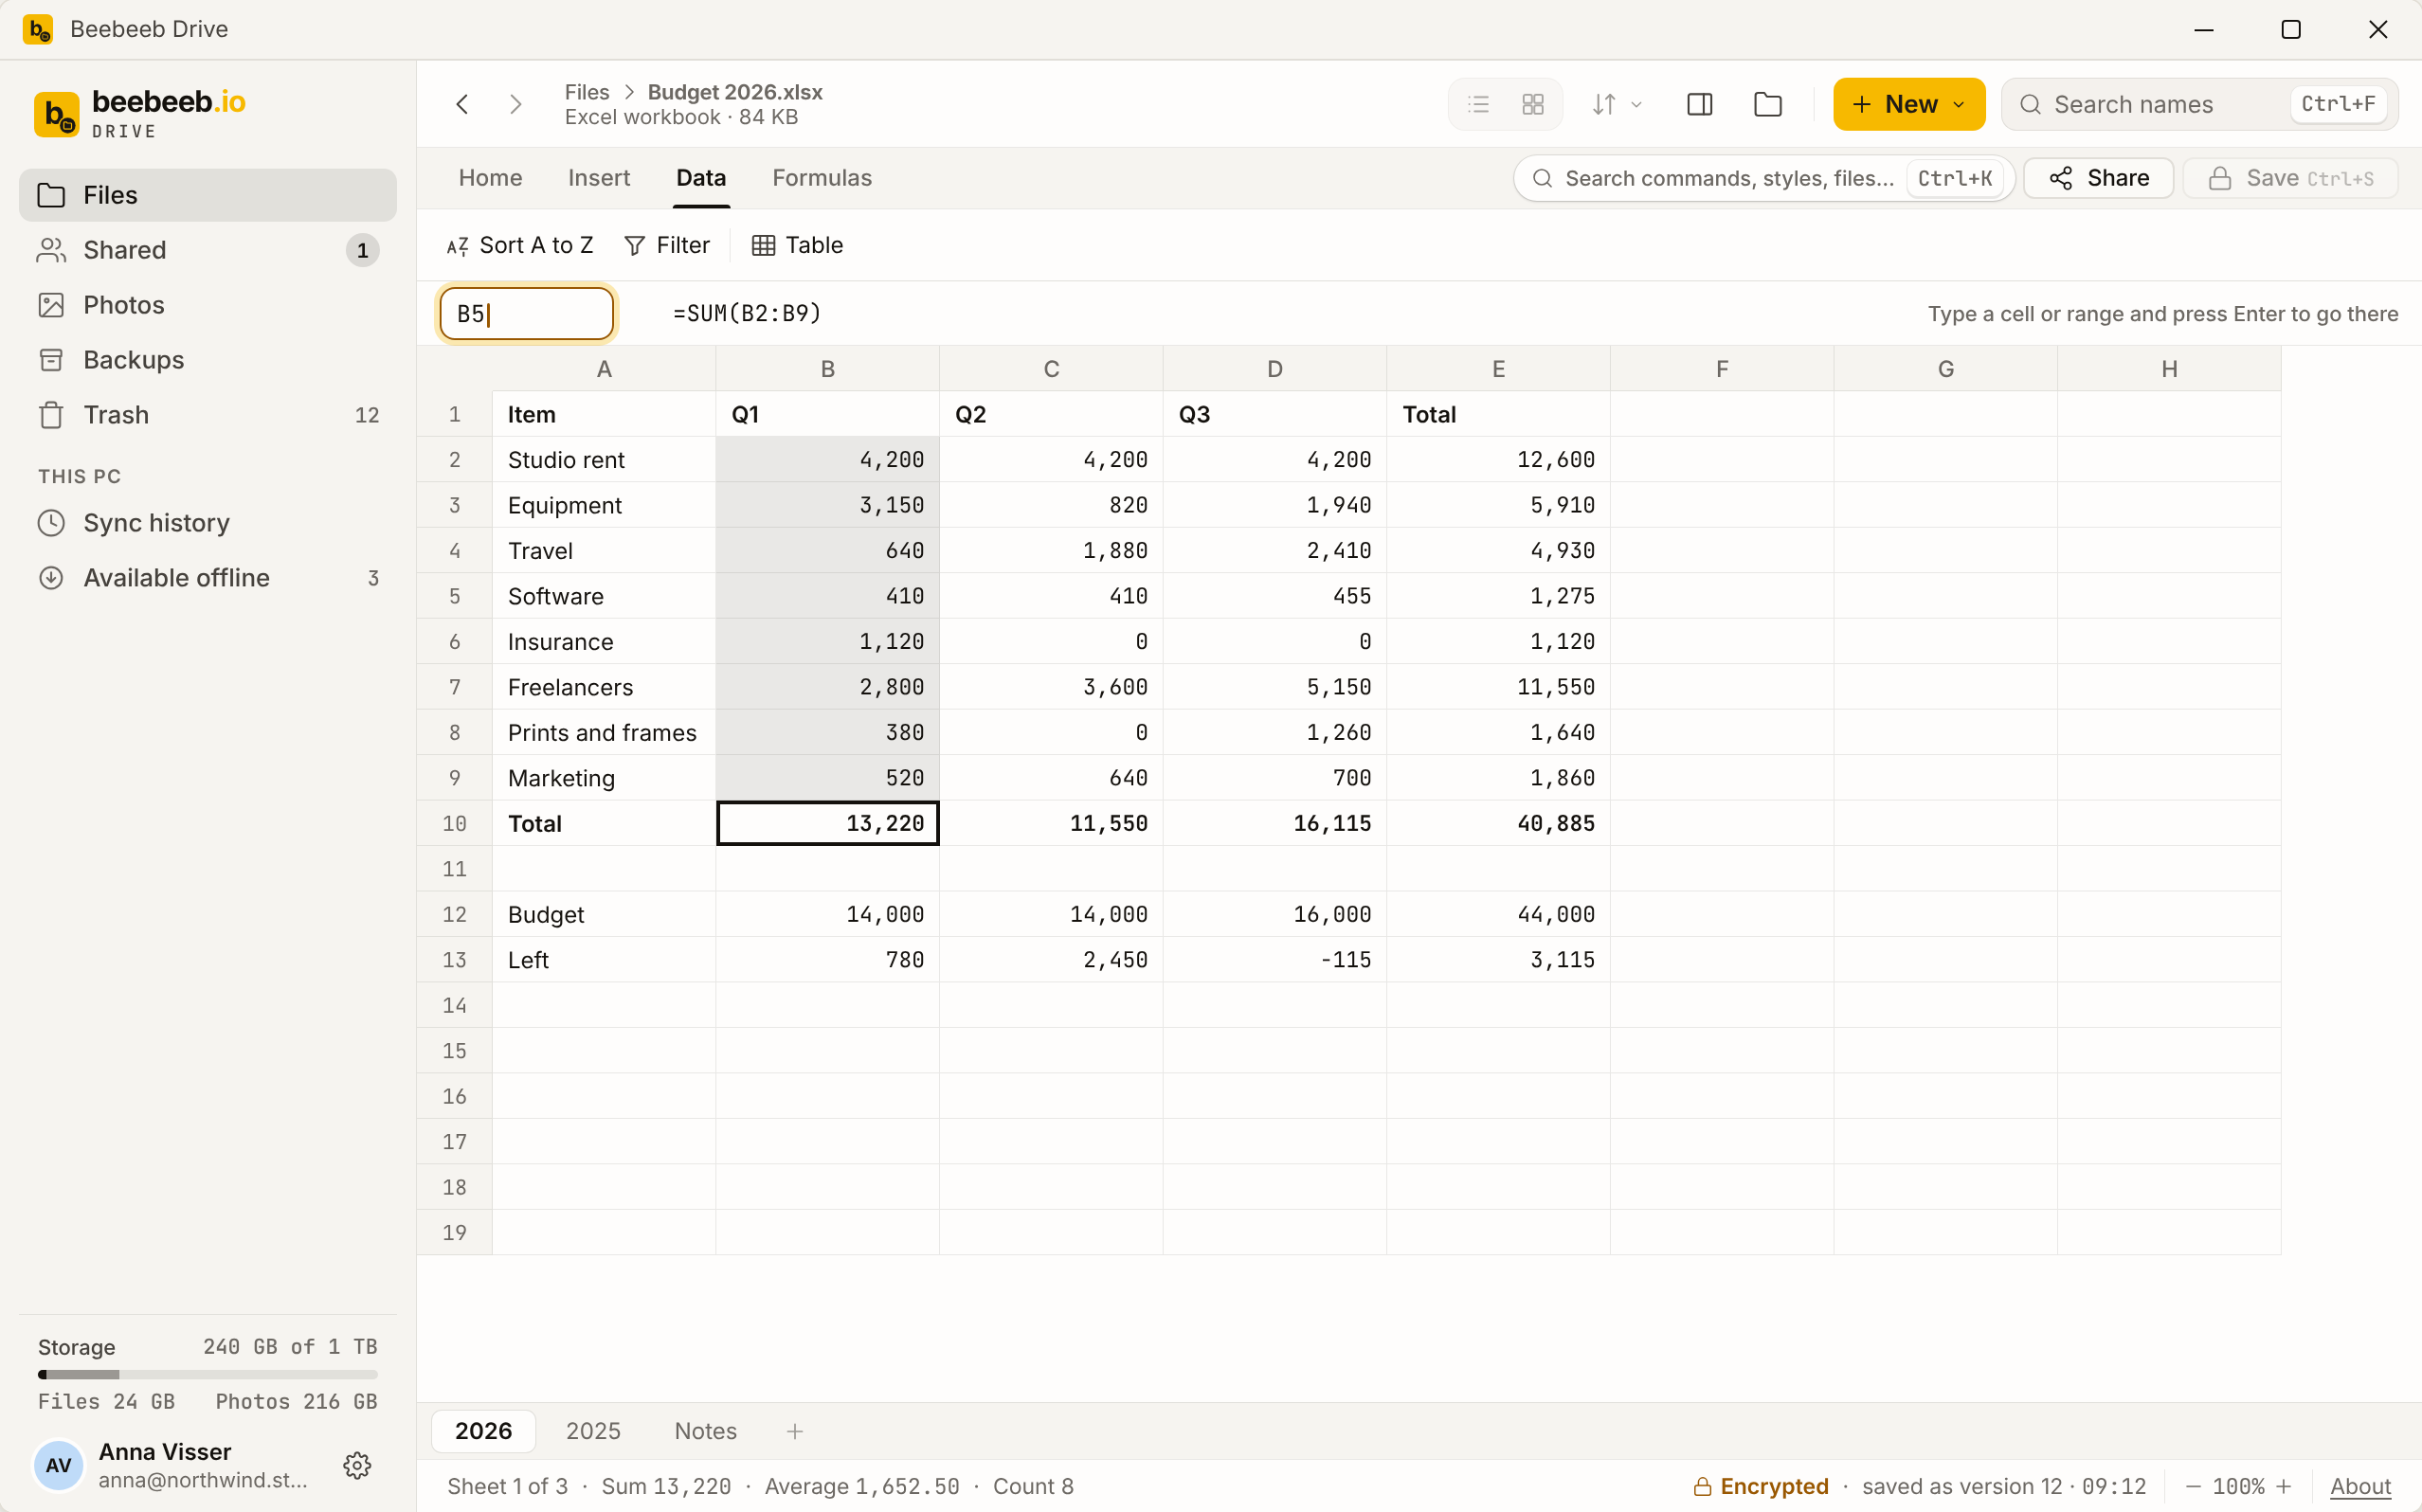 Beebeeb Drive
beebeeb.io
DRIVE
Files
Shared 1
Photos
Backups
Trash 12
THIS PC
Sync history
Available offline 3
Storage 240 GB of 1 TB
Files 24 GB Photos 216 GB
AV
Anna Visser
anna@northwind.st...
Files > Budget 2026.xlsx
Excel workbook · 84 KB
+ New
Search names Ctrl+F
Home Insert Data Formulas
Search commands, styles, files... Ctrl+K
Share
Save Ctrl+S
Sort A to Z Filter Table
B5 =SUM(B2:B9) Type a cell or range and press Enter to go there
A B C D E F G H
1 Item Q1 Q2 Q3 Total
2 Studio rent 4,200 4,200 4,200 12,600
3 Equipment 3,150 820 1,940 5,910
4 Travel 640 1,880 2,410 4,930
5 Software 410 410 455 1,275
6 Insurance 1,120 0 0 1,120
7 Freelancers 2,800 3,600 5,150 11,550
8 Prints and frames 380 0 1,260 1,640
9 Marketing 520 640 700 1,860
10 Total 13,220 11,550 16,115 40,885
11
12 Budget 14,000 14,000 16,000 44,000
13 Left 780 2,450 -115 3,115
14
15
16
17
18
19
2026 2025 Notes +
Sheet 1 of 3 · Sum 13,220 · Average 1,652.50 · Count 8
Encrypted · saved as version 12 · 09:12
− 100% +
About